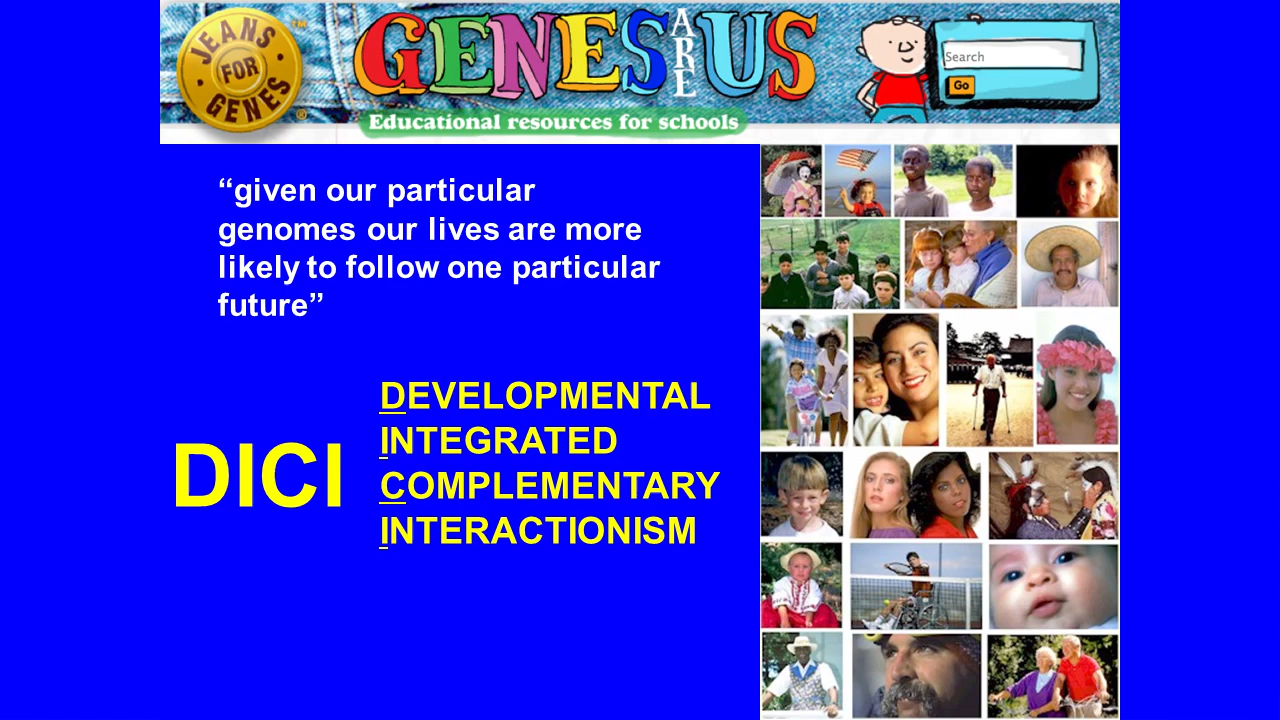 JEANS
FOR
GENES
™
®
GENES ARE US
Educational resources for schools
Search
Go
“given our particular
genomes our lives are more
likely to follow one particular
future”
DICI
DEVELOPMENTAL
INTEGRATED
COMPLEMENTARY
INTERACTIONISM